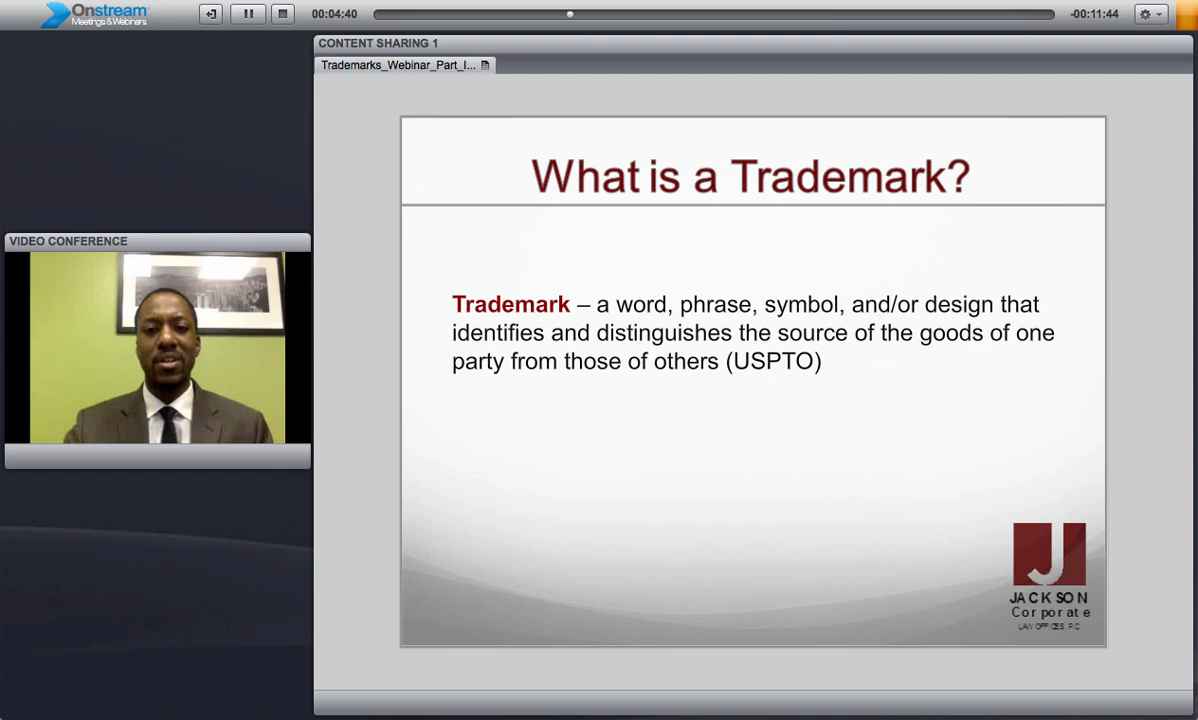 Onstream
Meetings & Webinars
00:04:40
-00:11:44
CONTENT SHARING 1
Trademarks_Webinar_Part_I...
VIDEO CONFERENCE
What is a Trademark?
Trademark – a word, phrase, symbol, and/or design that
identifies and distinguishes the source of the goods of one
party from those of others (USPTO)
J
JACKSON
Corporate
LAW OFFICES P.C.